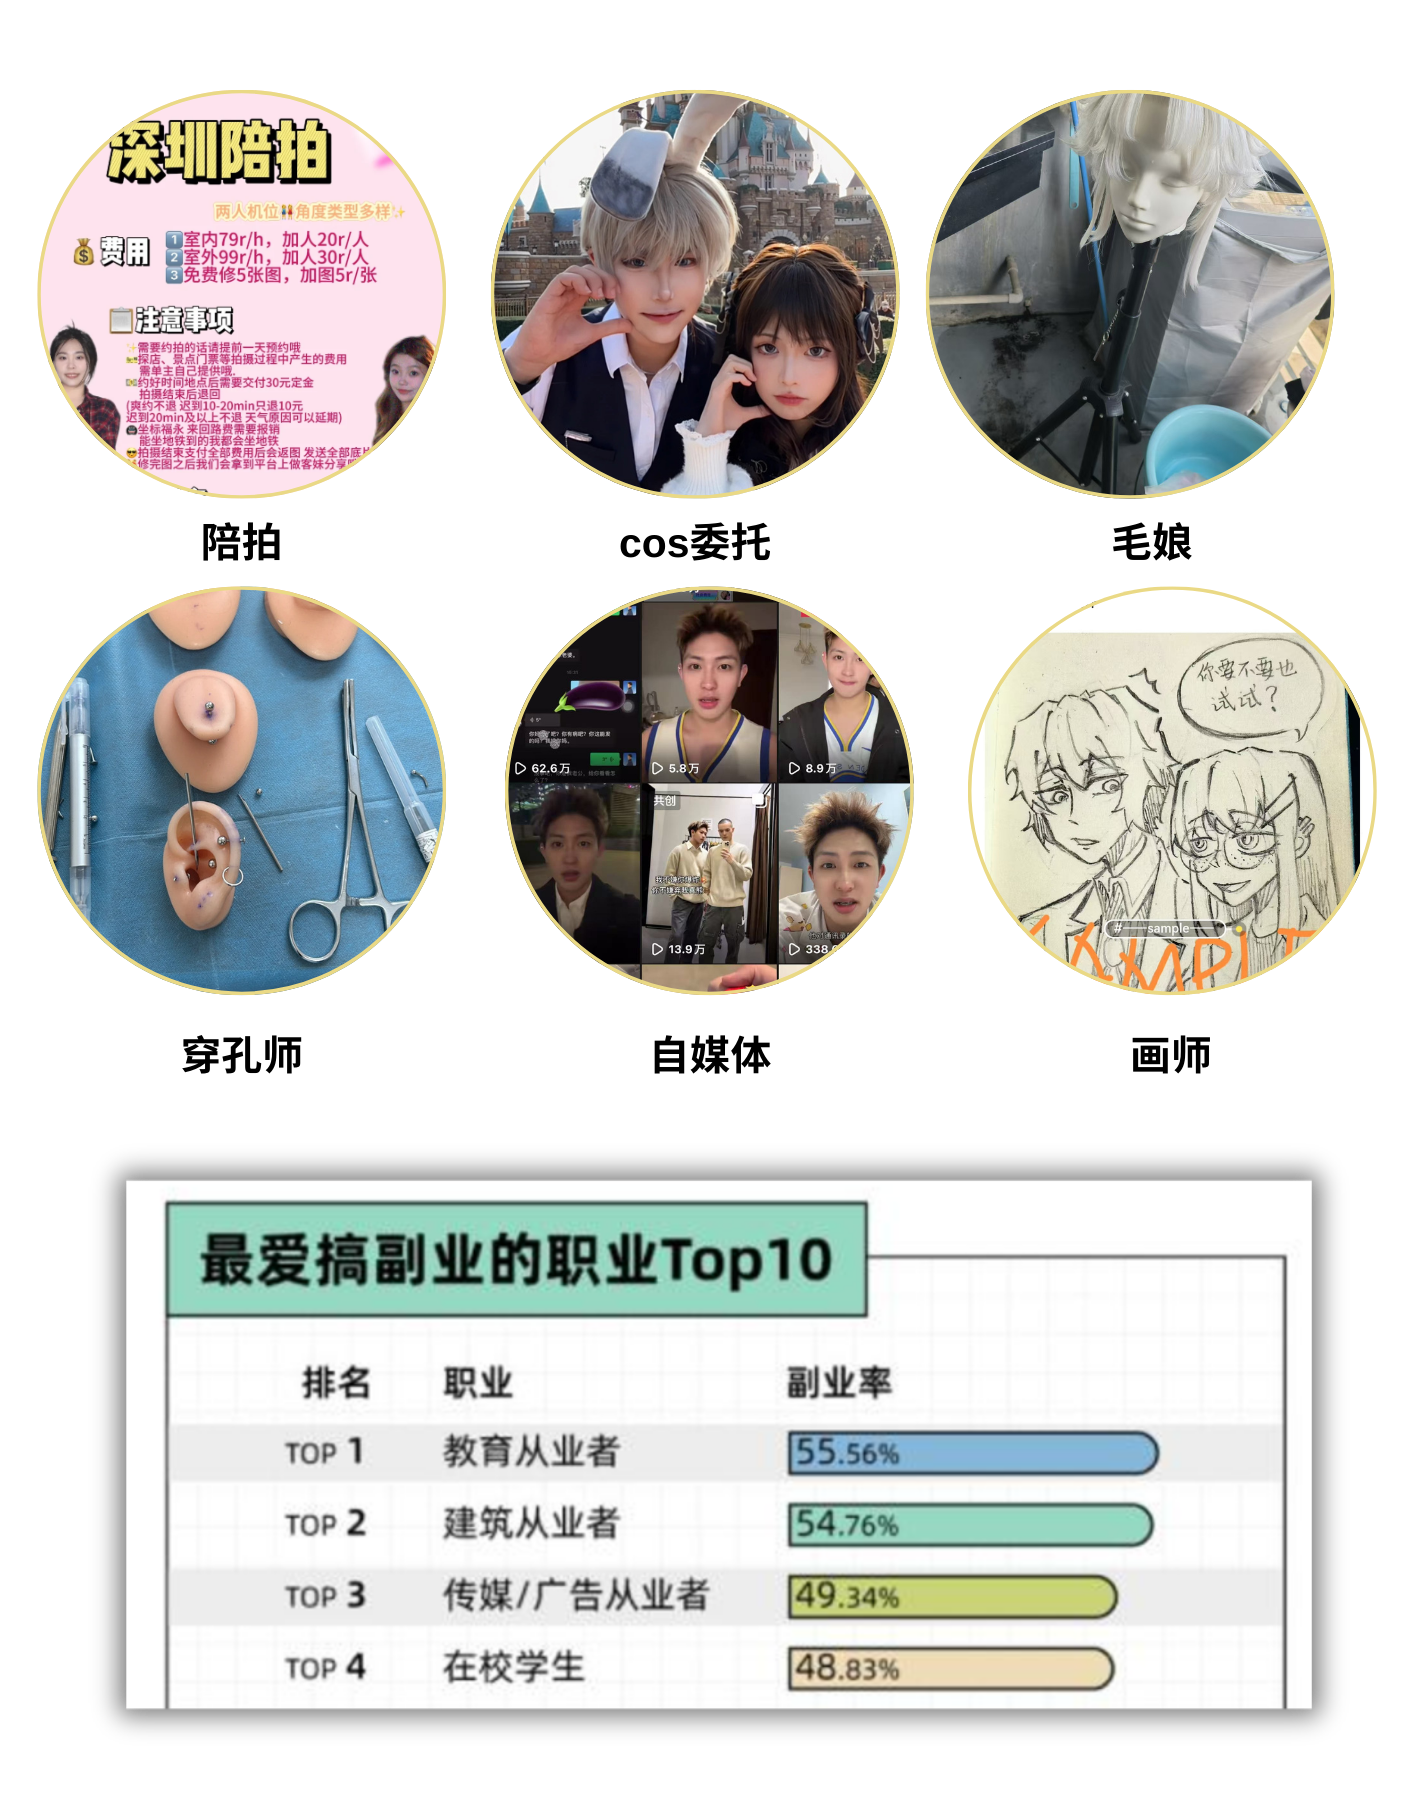 深圳陪拍
两人机位👭角度类型多样✨
💰费用
1室内79r/h，加人20r/人
2室外99r/h，加人30r/人
3免费修5张图，加图5r/张
📋注意事项
需要约拍的话请提前一天预约哦
探店、景点门票等拍摄过程中产生的费用
需单主自己提供哦.
约好时间地点后需要交付30元定金
拍摄结束后退回
(爽约不退 迟到10-20min只退10元
迟到20min及以上不退 天气原因可以延期)
坐标福永 来回路费需要报销
能坐地铁到的我都会坐地铁
拍摄结束支付全部费用后会返图 发送全部底
修完图之后我们会拿到平台上做客妹分享
陪拍
cos委托
毛娘
62.6万
5.8万
8.9万
共创
13.9万
338
你要不要也
试试？
#——sample——
穿孔师
自媒体
画师
最爱搞副业的职业Top10
排名 职业 副业率
TOP 1 教育从业者 55.56%
TOP 2 建筑从业者 54.76%
TOP 3 传媒/广告从业者 49.34%
TOP 4 在校学生 48.83%